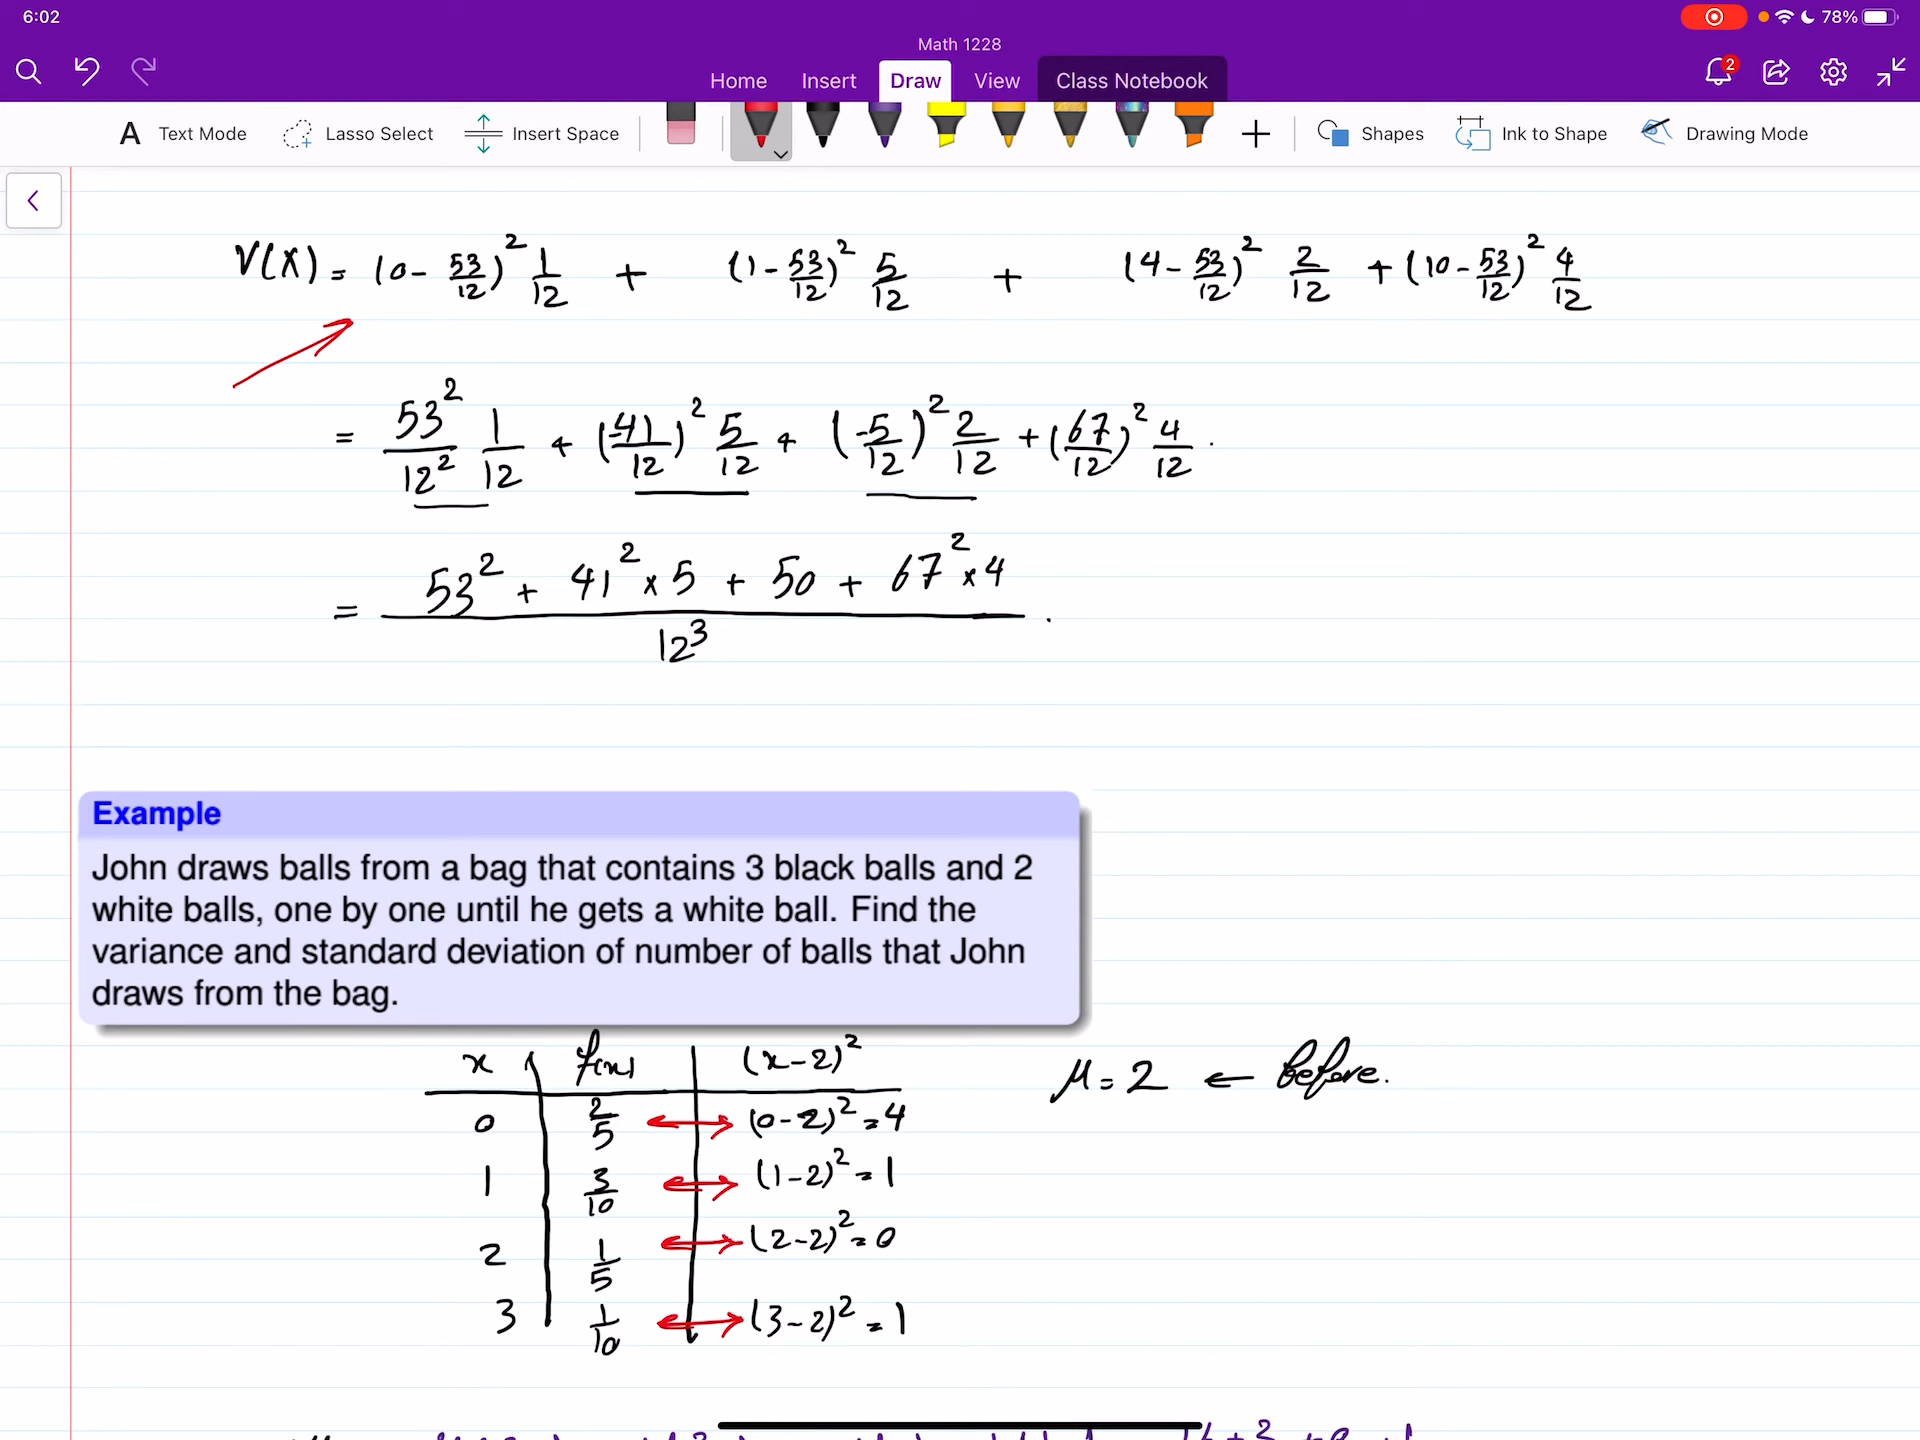 6:02
78%
Math 1228
2
Home Insert Draw View Class Notebook
A Text Mode Lasso Select Insert Space Shapes Ink to Shape Drawing Mode
V(X) = (0 - 53/12)² 1/12 + (1 - 53/12)² 5/12 + (4 - 53/12)² 2/12 + (10 - 53/12)² 4/12
= 53²/12² 1/12 + (-41/12)² 5/12 + (-5/12)² 2/12 + (67/12)² 4/12 .
= (53² + 41² × 5 + 50 + 67² × 4)/12³ .
Example
John draws balls from a bag that contains 3 black balls and 2
white balls, one by one until he gets a white ball. Find the
variance and standard deviation of number of balls that John
draws from the bag.
x f(x) (x-2)² μ = 2 ← before.
0 2/5 ↔ (0-2)² = 4
1 3/10 ↔ (1-2)² = 1
2 1/5 ↔ (2-2)² = 0
3 1/10 ↔ (3-2)² = 1